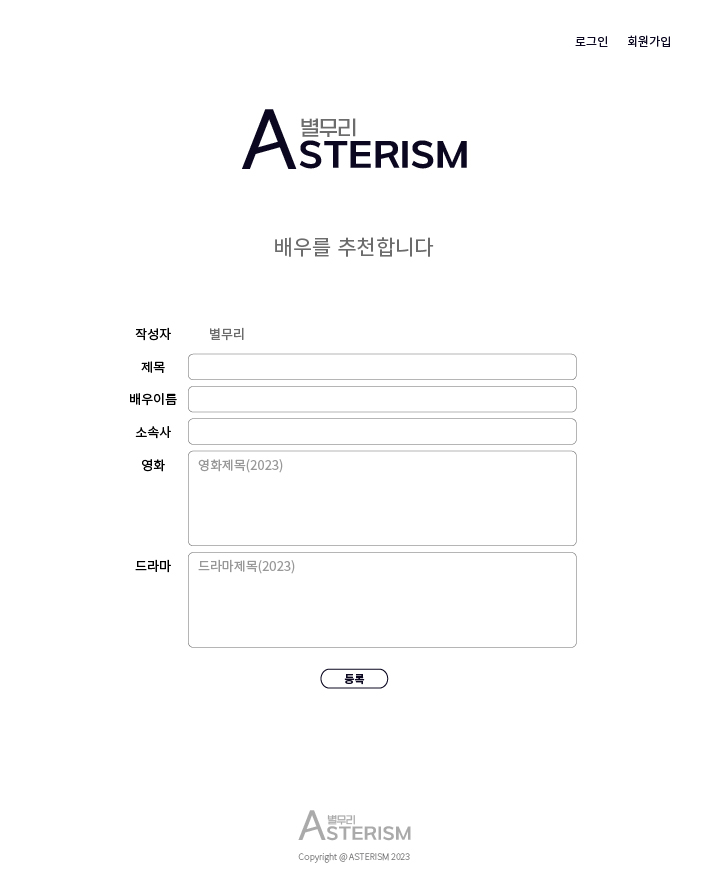 로그인 회원가입
별무리
ASTERISM
배우를 추천합니다
작성자 별무리
제목
배우이름
소속사
영화 영화제목(2023)
드라마 드라마제목(2023)
등록
별무리
ASTERISM
Copyright @ ASTERISM 2023